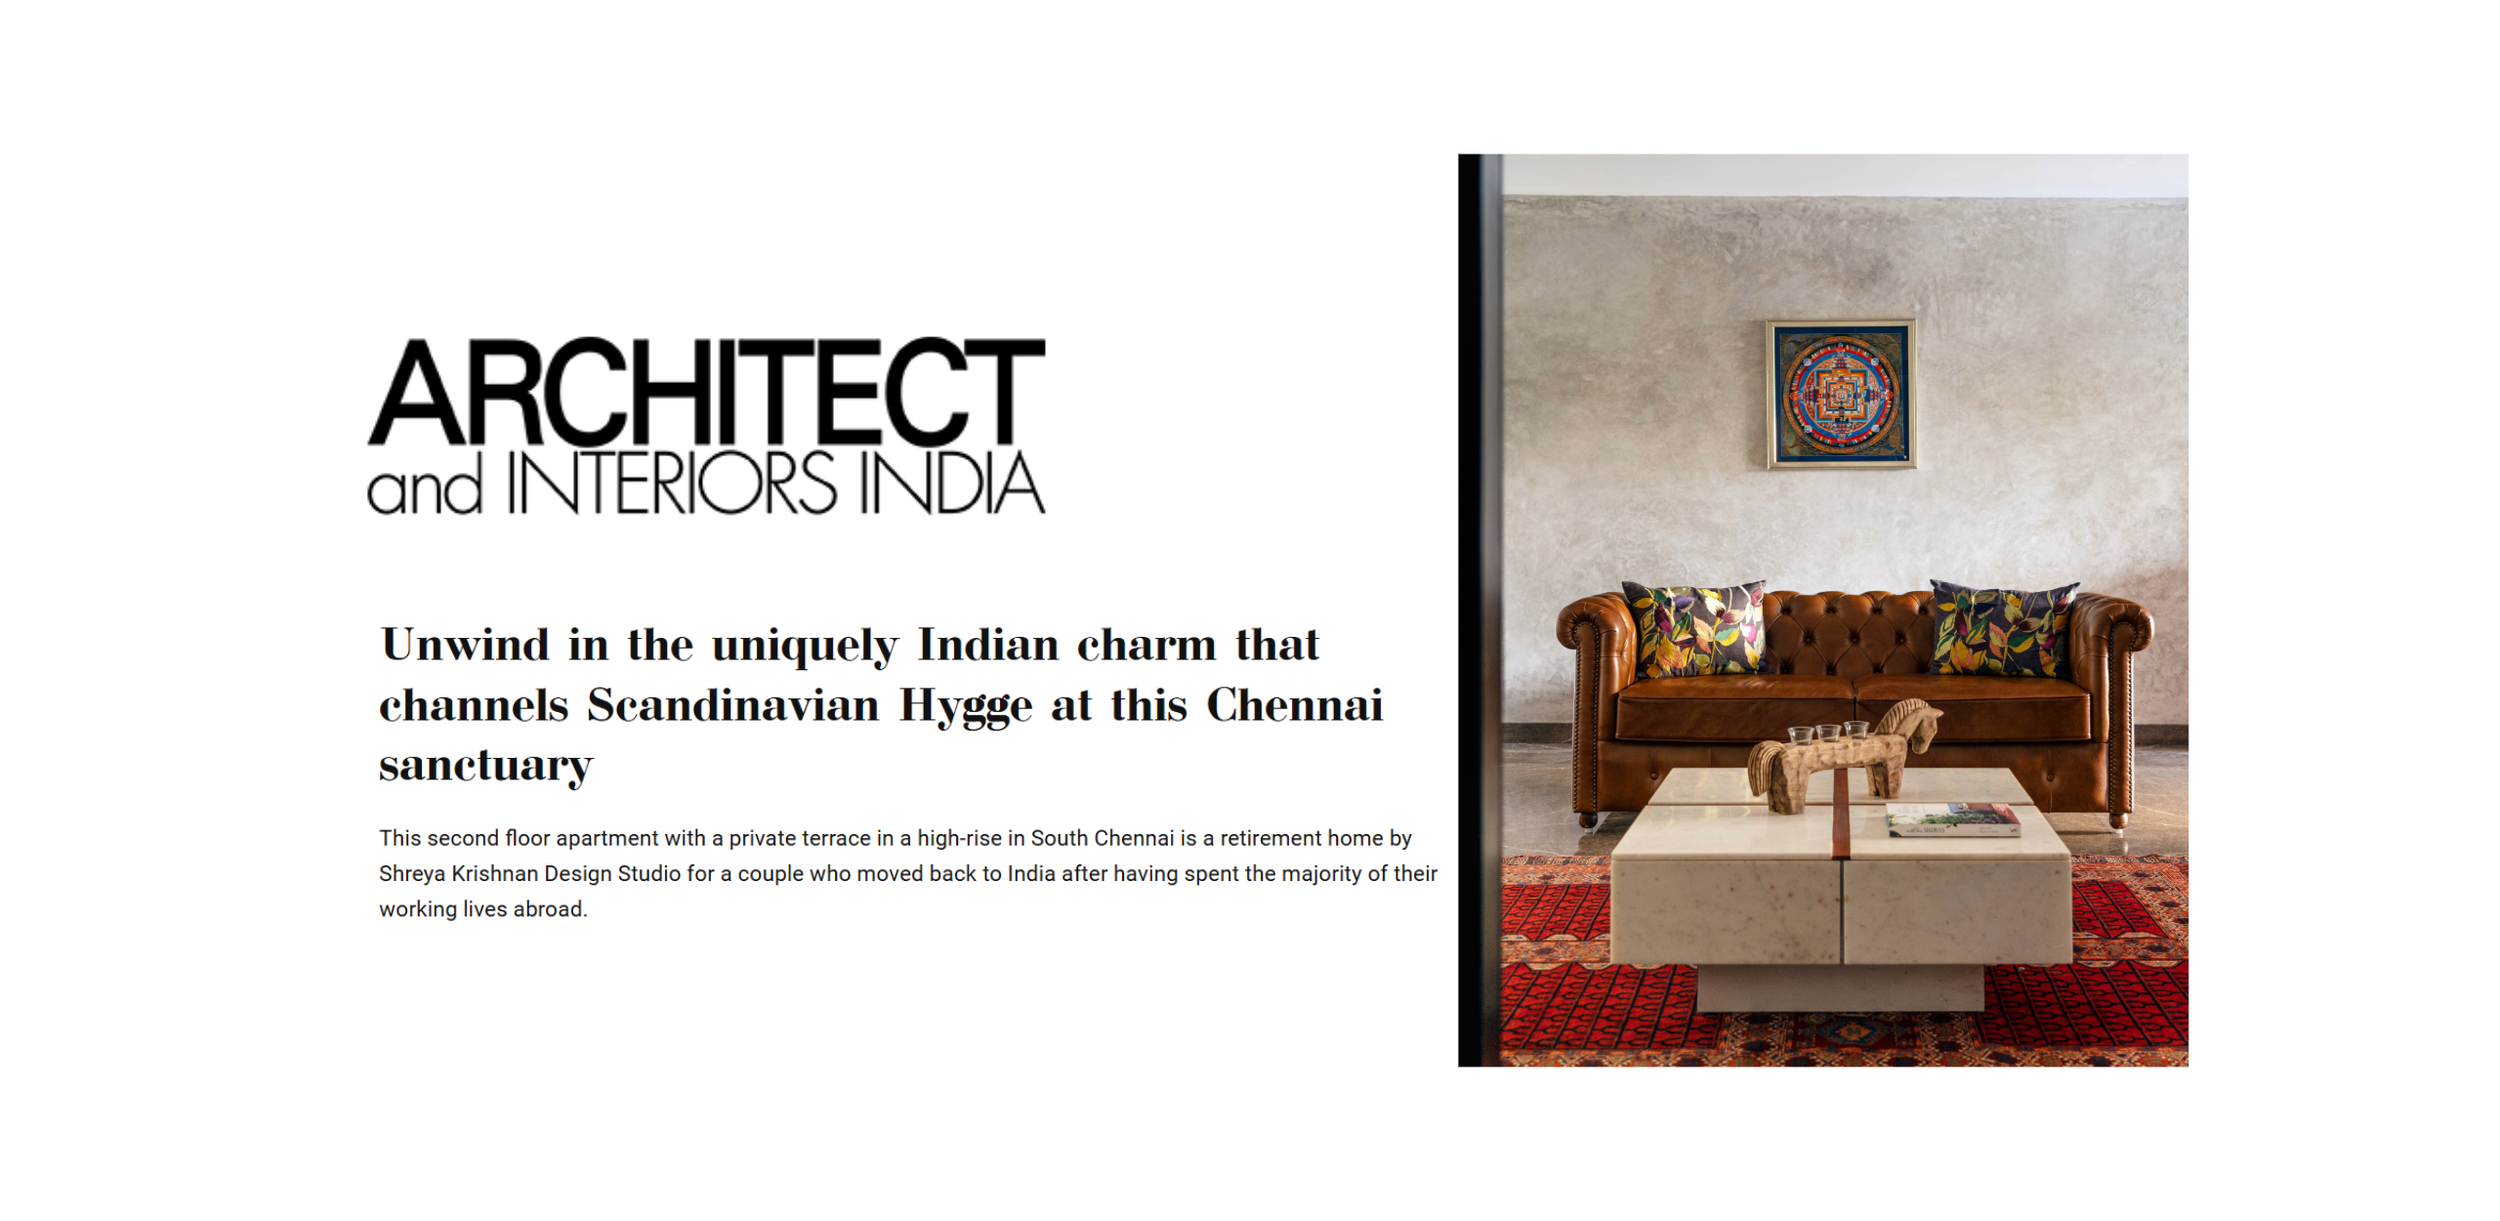 ARCHITECT
and INTERIORS INDIA
Unwind in the uniquely Indian charm that
channels Scandinavian Hygge at this Chennai
sanctuary
This second floor apartment with a private terrace in a high-rise in South Chennai is a retirement home by
Shreya Krishnan Design Studio for a couple who moved back to India after having spent the majority of their
working lives abroad.